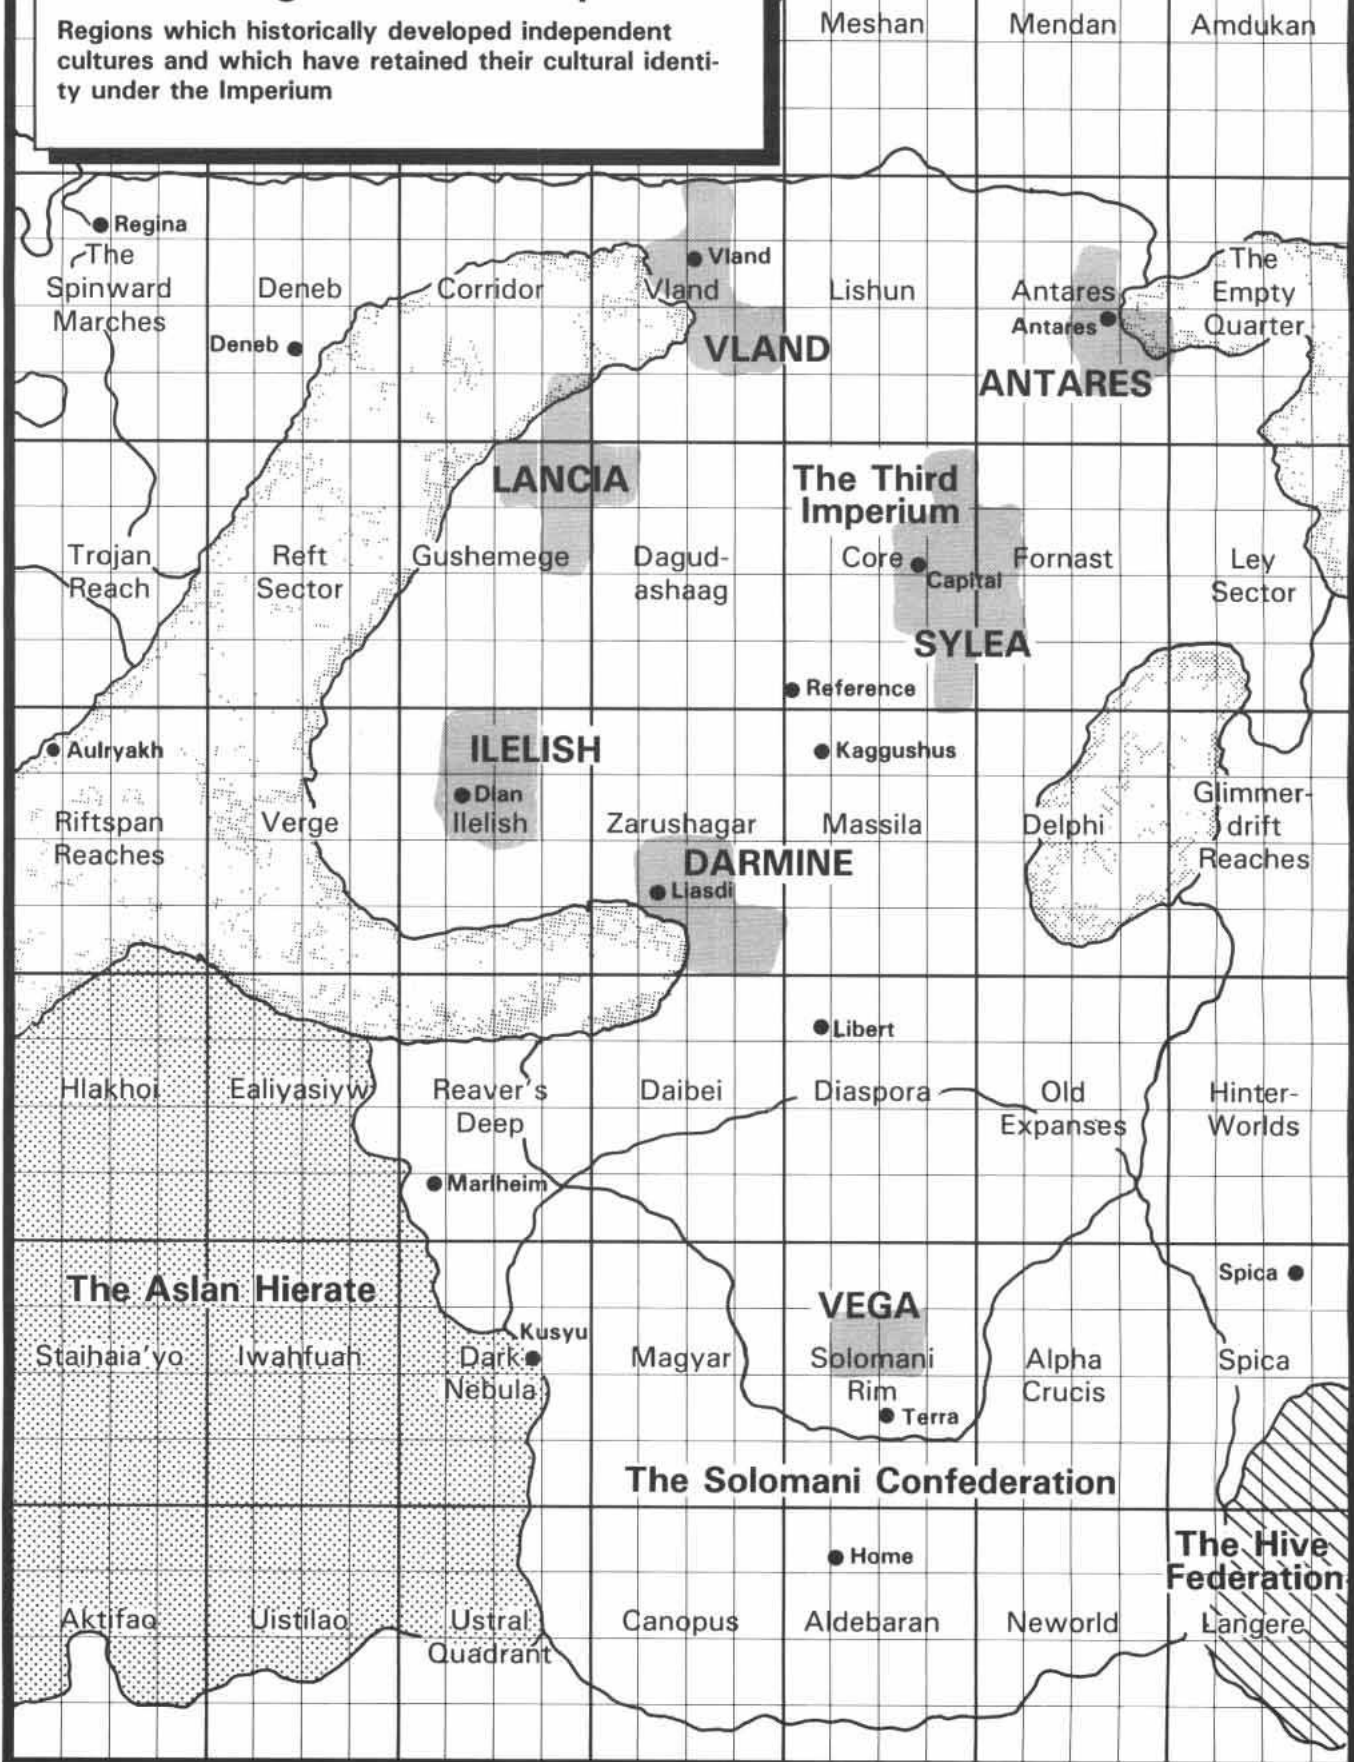 Regions which historically developed independent
cultures and which have retained their cultural identi-
ty under the Imperium
Meshan
Mendan
Amdukan
Regina
The
Spinward
Marches
Deneb
Deneb
Corridor
Vland
Vland
VLAND
Lishun
Antares
Antares
ANTARES
The
Empty
Quarter
LANCIA
The Third
Imperium
Trojan
Reach
Reft
Sector
Gushemege
Dagud-
ashaag
Core
Capital
Fornast
Ley
Sector
SYLEA
Reference
Aulryakh
ILELISH
Dlan
Ilelish
Kaggushus
Riftspan
Reaches
Verge
Zarushagar
Massila
Delphi
Glimmer-
drift
Reaches
DARMINE
Liasdi
Libert
Hlakhoi
Ealiyasiyw
Reaver's
Deep
Daibei
Diaspora
Old
Expanses
Hinter-
Worlds
Marlheim
The Aslan Hierate
VEGA
Spica
Staihaia'yo
Iwahfuah
Kusyu
Dark
Nebula
Magyar
Solomani
Rim
Terra
Alpha
Crucis
Spica
The Solomani Confederation
Home
The Hive
Federation
Aktifao
Uistilao
Ustral
Quadrant
Canopus
Aldebaran
Neworld
Langere